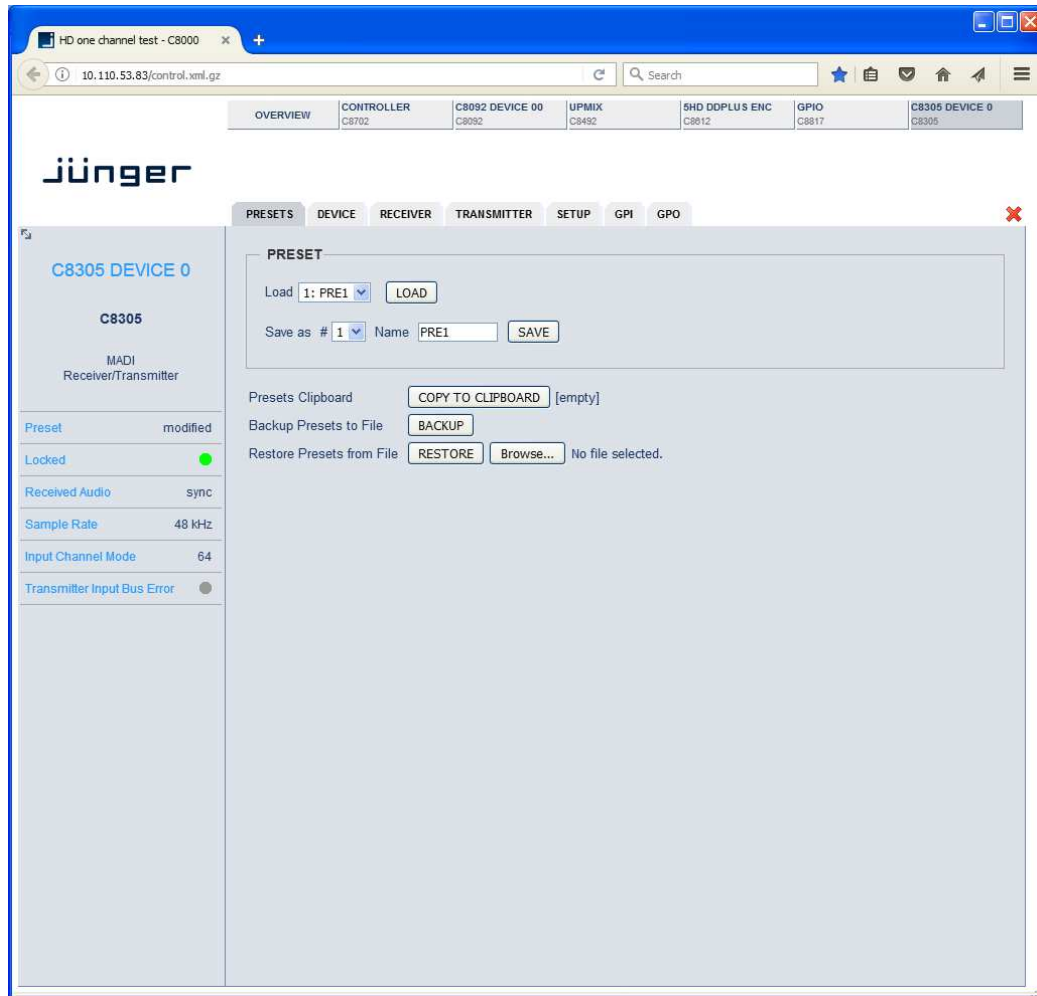 HD one channel test - C8000
10.110.53.83/control.xml.gz
Search
OVERVIEW
CONTROLLER
C8702
C8092 DEVICE 00
C8092
UPMIX
C8492
5HD DDPLUS ENC
C8612
GPIO
C8817
C8305 DEVICE 0
C8305
jünger
PRESETS DEVICE RECEIVER TRANSMITTER SETUP GPI GPO
C8305 DEVICE 0
C8305
MADI
Receiver/Transmitter
Preset modified
Locked
Received Audio sync
Sample Rate 48 kHz
Input Channel Mode 64
Transmitter Input Bus Error
PRESET
Load 1: PRE1 LOAD
Save as # 1 Name PRE1 SAVE
Presets Clipboard COPY TO CLIPBOARD [empty]
Backup Presets to File BACKUP
Restore Presets from File RESTORE Browse... No file selected.